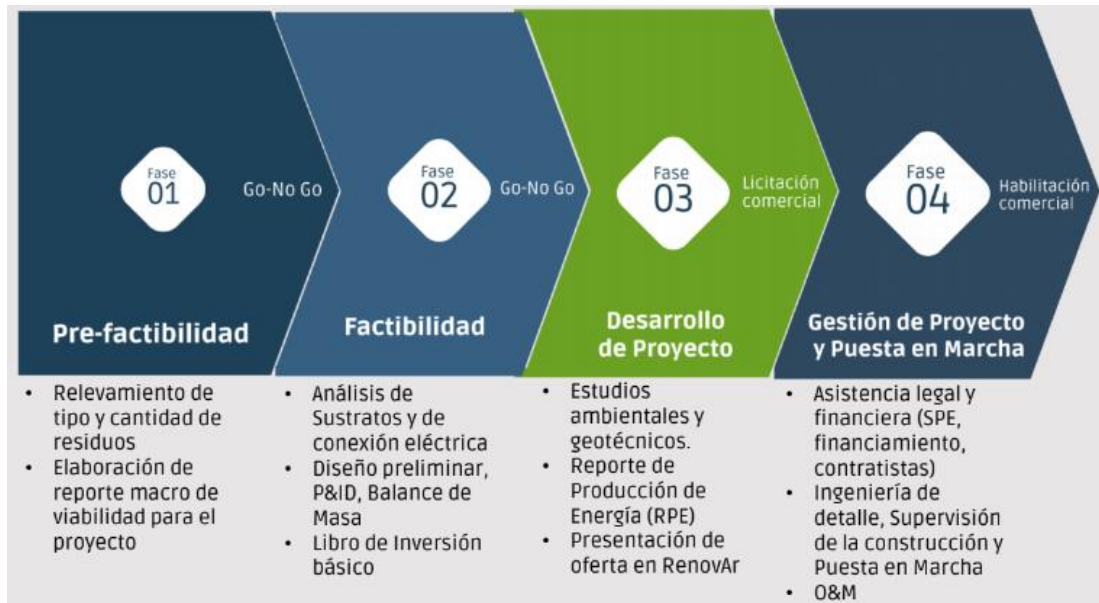 Fase
01
Go-No Go
Pre-factibilidad
• Relevamiento de
tipo y cantidad de
residuos
• Elaboración de
reporte macro de
viabilidad para el
proyecto
Fase
02
Go-No Go
Factibilidad
• Análisis de
Sustratos y de
conexión eléctrica
• Diseño preliminar,
P&ID, Balance de
Masa
• Libro de Inversión
básico
Fase
03
Licitación
comercial
Desarrollo
de Proyecto
• Estudios
ambientales y
geotécnicos.
• Reporte de
Producción de
Energía (RPE)
• Presentación de
oferta en RenovAr
Fase
04
Habilitación
comercial
Gestión de Proyecto
y Puesta en Marcha
• Asistencia legal y
financiera (SPE,
financiamiento,
contratistas)
• Ingeniería de
detalle, Supervisión
de la construcción y
Puesta en Marcha
• O&M